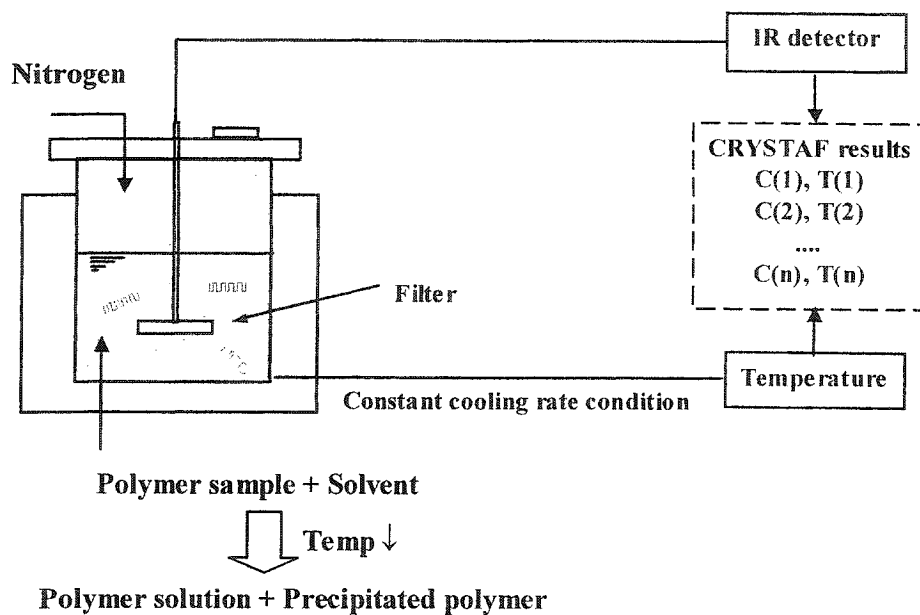 IR detector
Nitrogen
CRYSTAF results
C(1), T(1)
C(2), T(2)
....
C(n), T(n)
Filter
Temperature
Constant cooling rate condition
Polymer sample + Solvent
Temp ↓
Polymer solution + Precipitated polymer